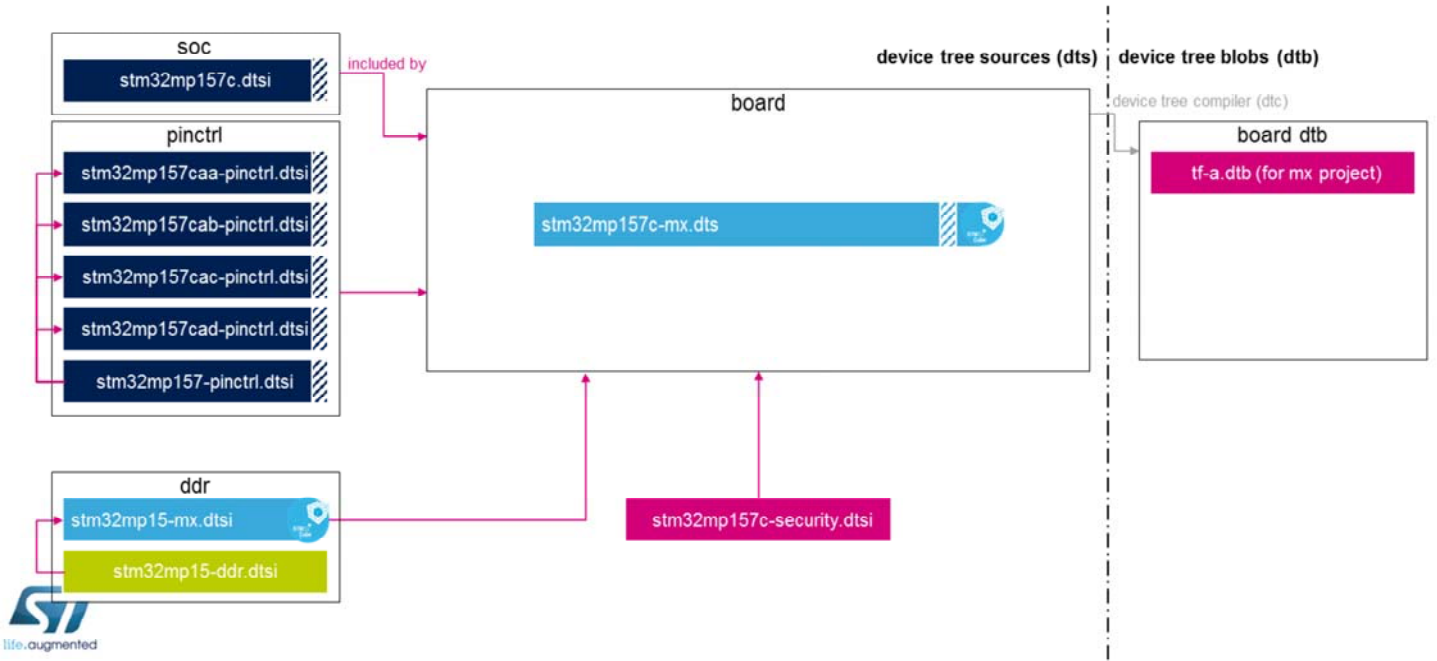 soc
stm32mp157c.dtsi
included by
pinctrl
stm32mp157caa-pinctrl.dtsi
stm32mp157cab-pinctrl.dtsi
stm32mp157cac-pinctrl.dtsi
stm32mp157cad-pinctrl.dtsi
stm32mp157-pinctrl.dtsi
ddr
stm32mp15-mx.dtsi
stm32mp15-ddr.dtsi
device tree sources (dts)
board
stm32mp157c-mx.dts
stm32mp157c-security.dtsi
device tree blobs (dtb)
device tree compiler (dtc)
board dtb
tf-a.dtb (for mx project)
ST
life.augmented